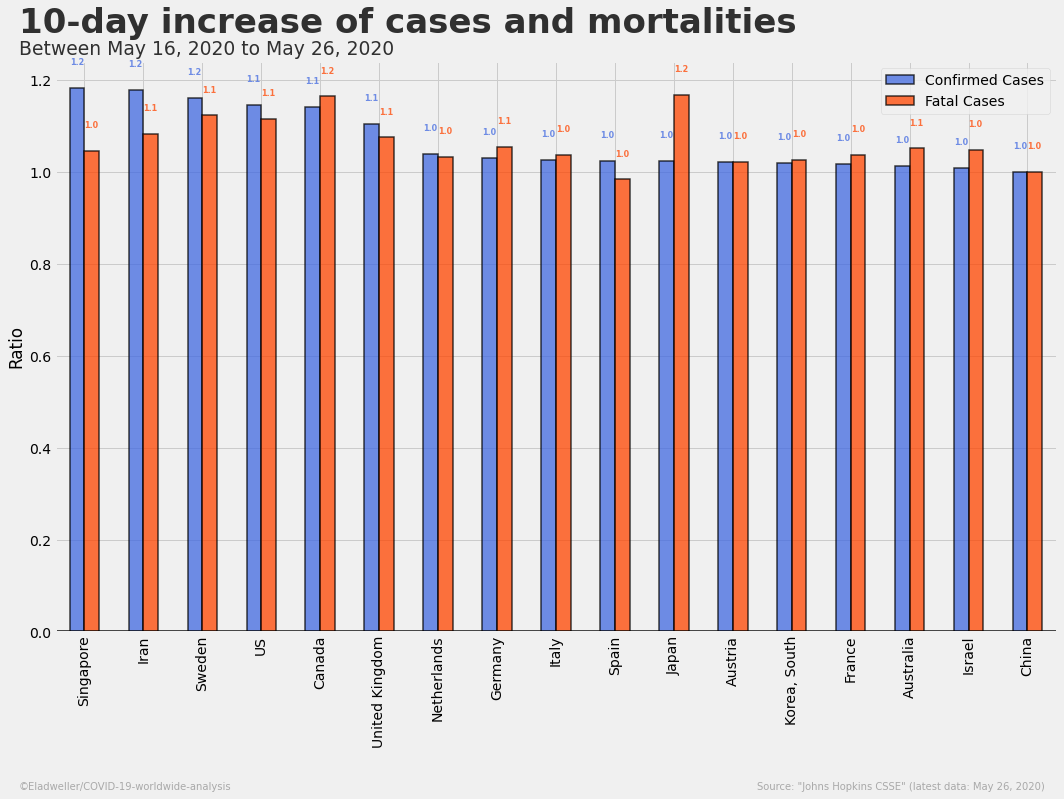 10-day increase of cases and mortalities
Between May 16, 2020 to May 26, 2020
Confirmed Cases
Fatal Cases
1.2 1.0 1.2 1.1 1.2 1.1 1.1 1.1 1.1 1.2 1.1 1.1 1.0 1.0 1.0 1.1 1.0 1.0 1.0 1.0 1.0 1.2 1.0 1.0 1.0 1.0 1.0 1.0 1.0 1.1 1.0 1.0 1.0 1.0
Ratio
1.2
1.0
0.8
0.6
0.4
0.2
0.0
Singapore
Iran
Sweden
US
Canada
United Kingdom
Netherlands
Germany
Italy
Spain
Japan
Austria
Korea, South
France
Australia
Israel
China
©Eladweller/COVID-19-worldwide-analysis
Source: "Johns Hopkins CSSE" (latest data: May 26, 2020)